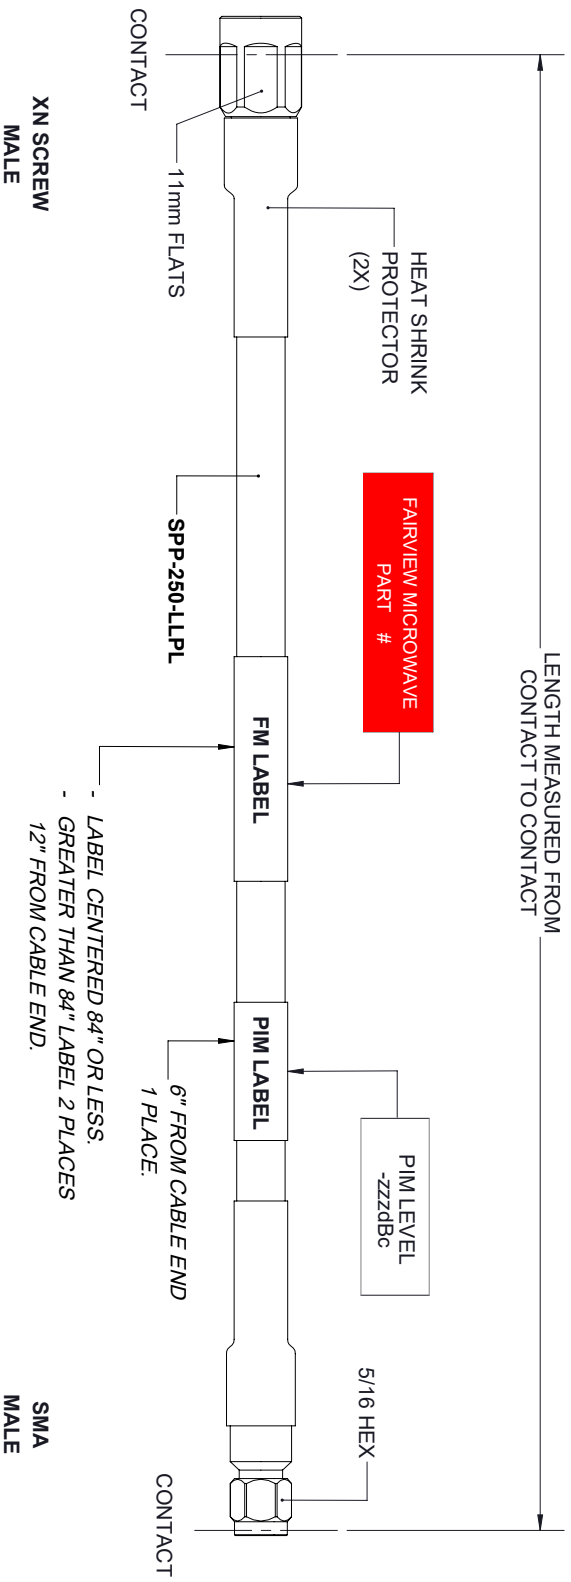 LENGTH MEASURED FROM
CONTACT TO CONTACT
HEAT SHRINK
PROTECTOR
(2X)
FAIRVIEW MICROWAVE
PART #
PIM LEVEL
-zzzdBc
5/16 HEX
FM LABEL
PIM LABEL
CONTACT
11mm FLATS
SPP-250-LLPL
6" FROM CABLE END
1 PLACE.
CONTACT
- LABEL CENTERED 84" OR LESS.
- GREATER THAN 84" LABEL 2 PLACES
12" FROM CABLE END.
XN SCREW
MALE
SMA
MALE